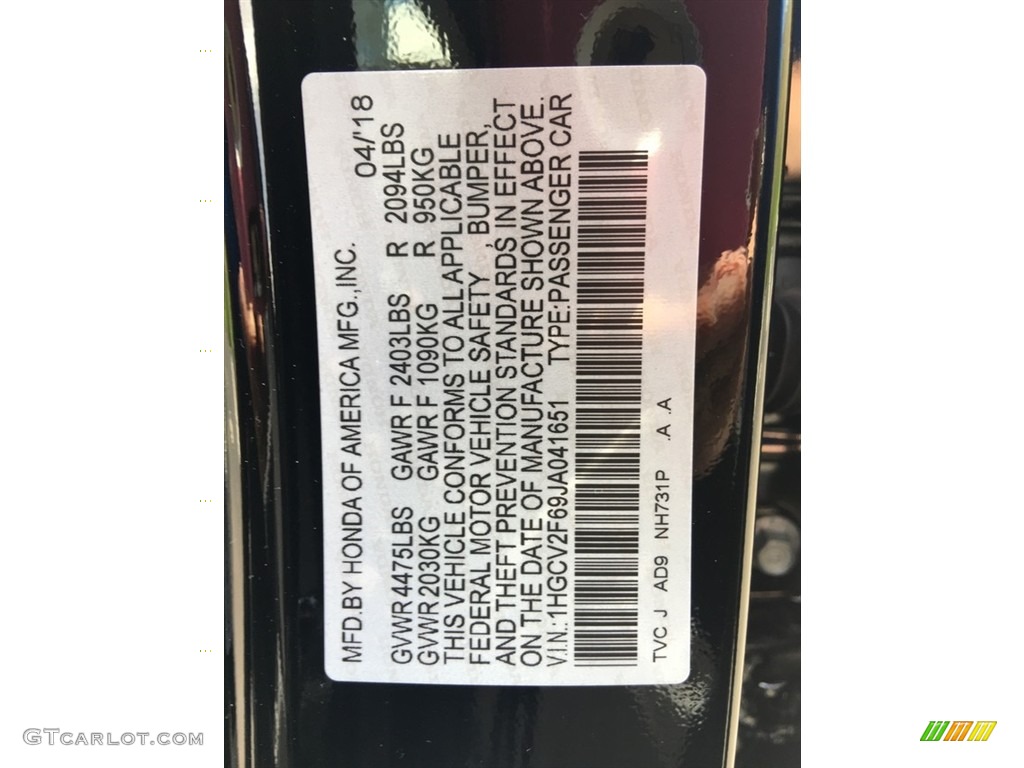 MFD.BY HONDA OF AMERICA MFG.,INC. 04/'18
GVWR 4475LBS GAWR F 2403LBS R 2094LBS
GVWR 2030KG GAWR F 1090KG R 950KG
THIS VEHICLE CONFORMS TO ALL APPLICABLE
FEDERAL MOTOR VEHICLE SAFETY , BUMPER,
AND THEFT PREVENTION STANDARDS IN EFFECT
ON THE DATE OF MANUFACTURE SHOWN ABOVE..
V.I.N.:1HGCV2F69JA041651 TYPE:PASSENGER CAR
TVC J AD9 NH731P .A .A
GTCarlot.com